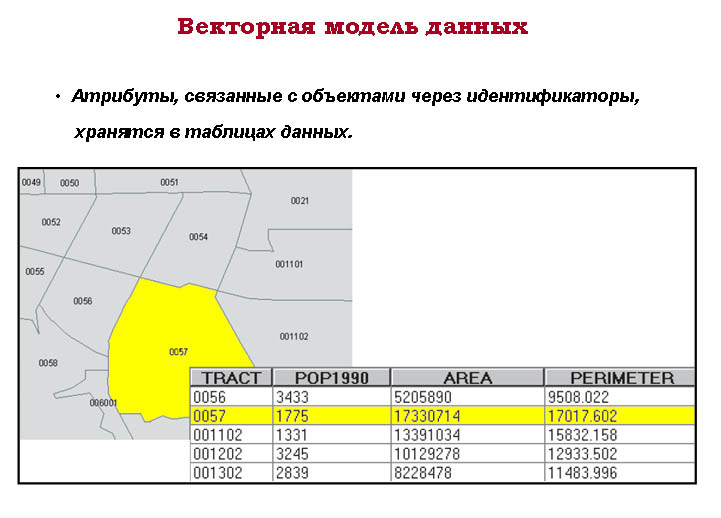 Векторная модель данных
• Атрибуты, связанные с объектами через идентификаторы,
хранятся в таблицах данных.
0049 0050 0051
0021
0052 0053 0054
001101
0055
0056
001102
0057
0058
006001
TRACT POP1990 AREA PERIMETER
0056 3433 5205890 9508.022
0057 1775 17330714 17017.602
001102 1331 13391034 15832.158
001202 3245 10129278 12933.502
001302 2839 8228478 11483.996